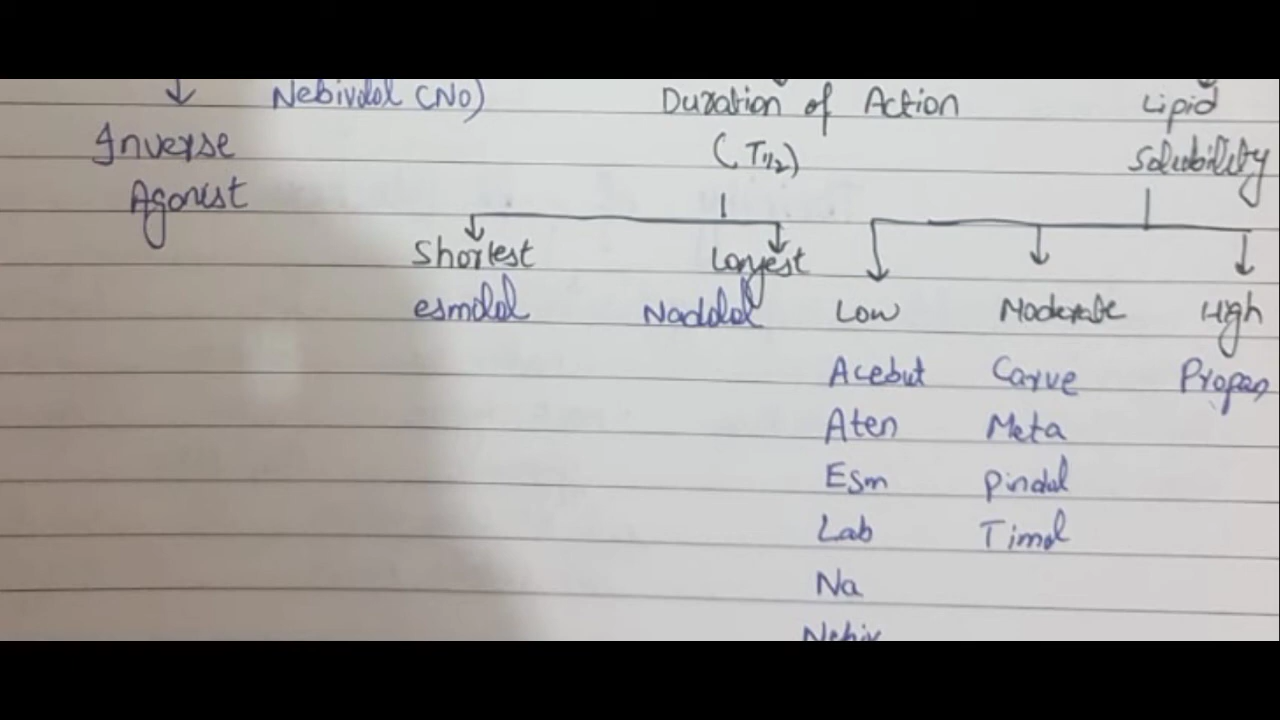 ↓ Nebivolol (NO) Duration of Action Lipid
Inverse (T1/2) Solubility
Agonist
Shortest Longest
esmolol Nadolol Low Moderate High
Acebut Carve Propan
Aten Meta
Esm Pindol
Lab Timol
Na
Nebiv